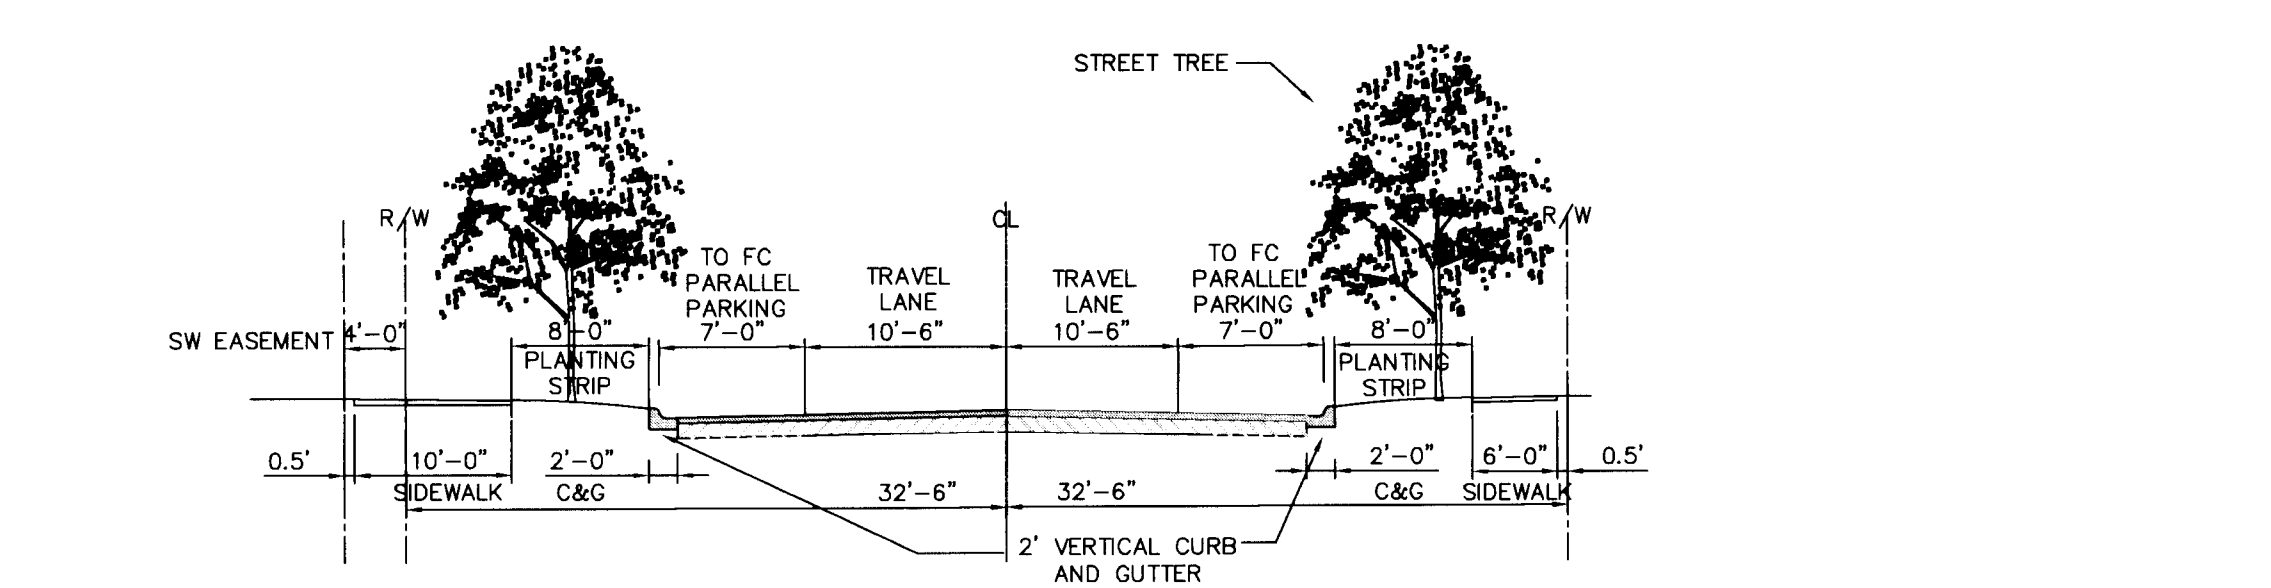 STREET TREE
R/W
CL
R/W
TO FC
PARALLEL
PARKING
7'-0"
TRAVEL
LANE
10'-6"
TRAVEL
LANE
10'-6"
TO FC
PARALLEL
PARKING
7'-0"
SW EASEMENT
4'-0"
8'-0"
PLANTING
STRIP
8'-0"
PLANTING
STRIP
0.5'
10'-0"
SIDEWALK
2'-0"
C&G
32'-6"
32'-6"
2'-0"
C&G
6'-0"
SIDEWALK
0.5'
2' VERTICAL CURB
AND GUTTER